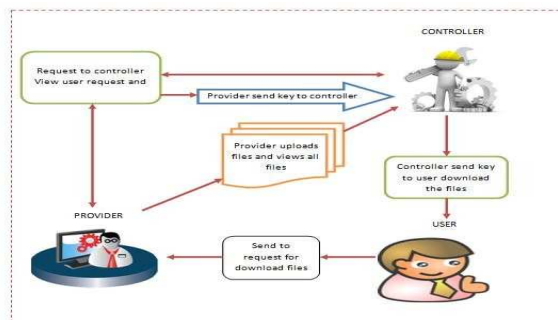 CONTROLLER
Request to controller
View user request and
Provider send key to controller
Provider uploads
files and views all
files
Controller send key
to user download
the files
PROVIDER
USER
Send to
request for
download files